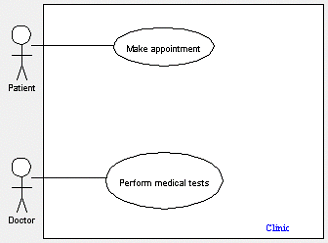 Make appointment
Patient
Perform medical tests
Doctor
Clinic